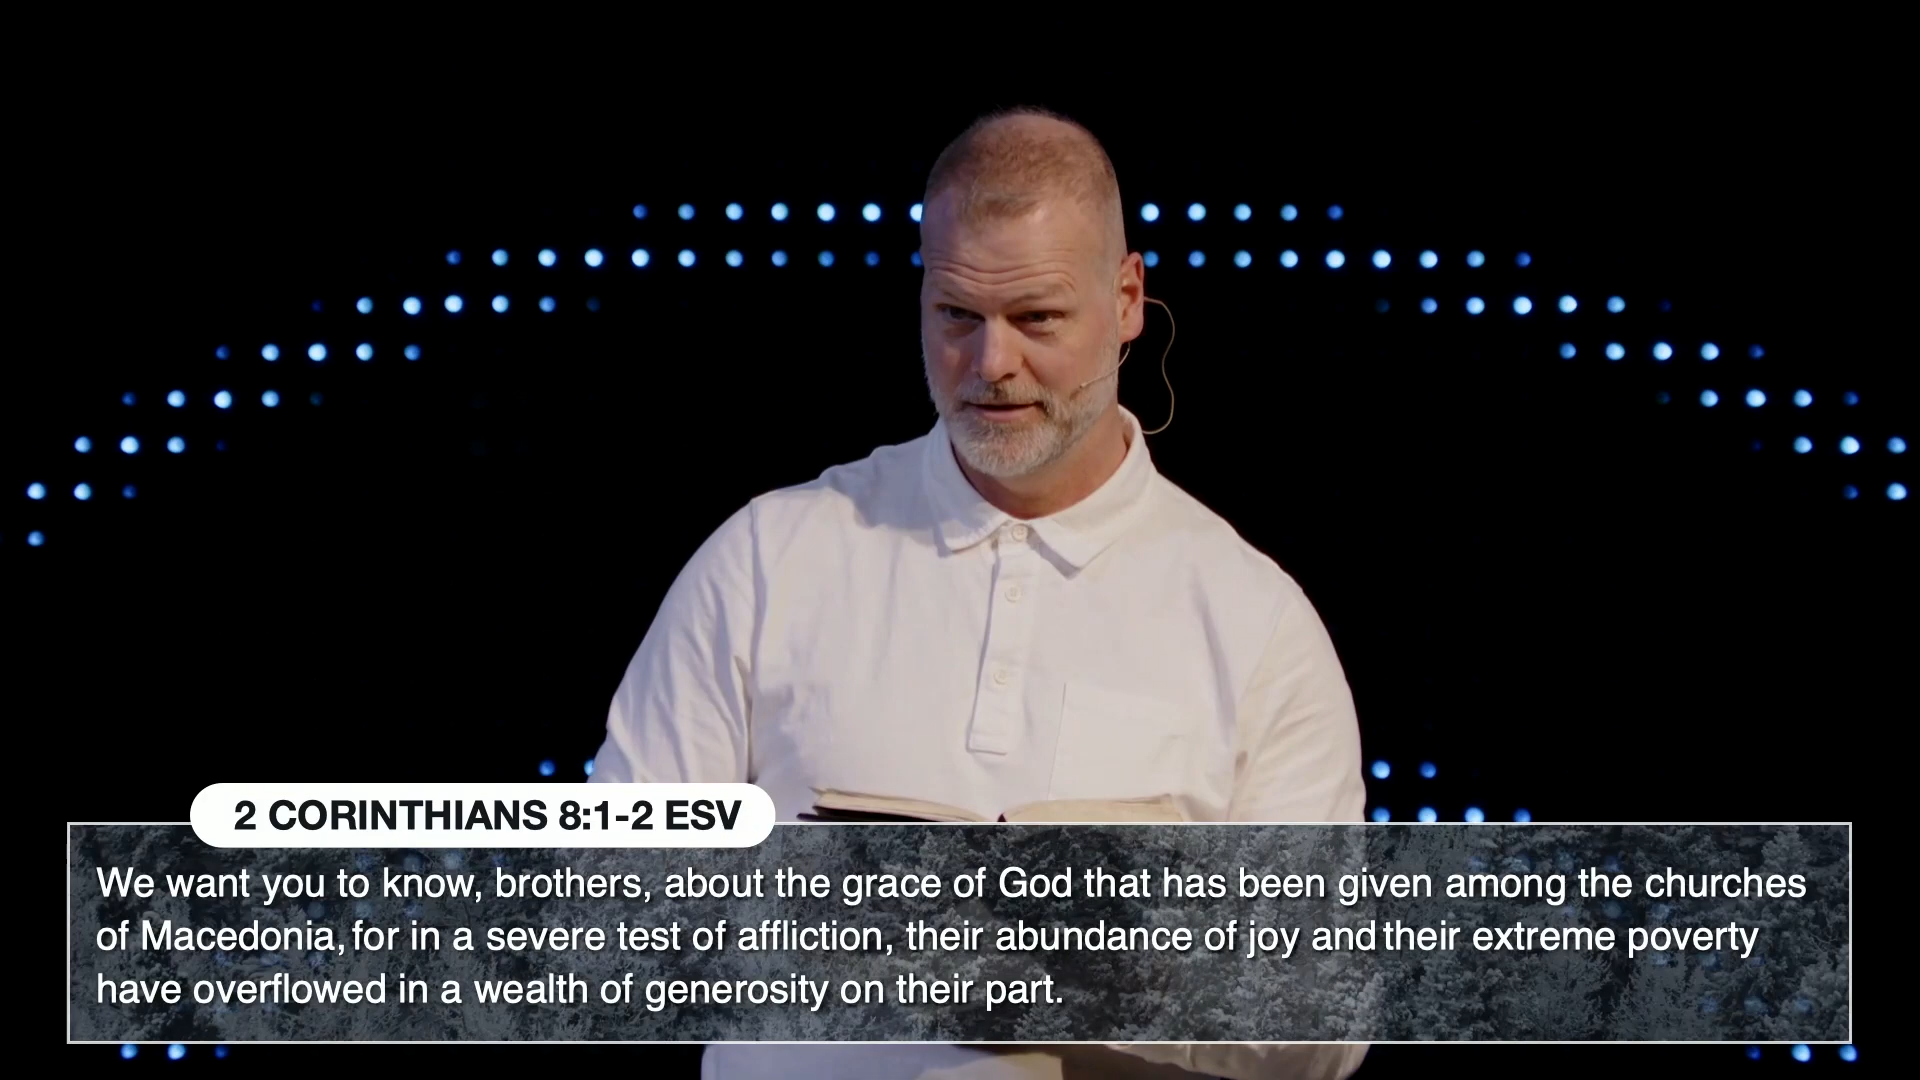 2 CORINTHIANS 8:1-2 ESV
We want you to know, brothers, about the grace of God that has been given among the churches
of Macedonia, for in a severe test of affliction, their abundance of joy and their extreme poverty
have overflowed in a wealth of generosity on their part.